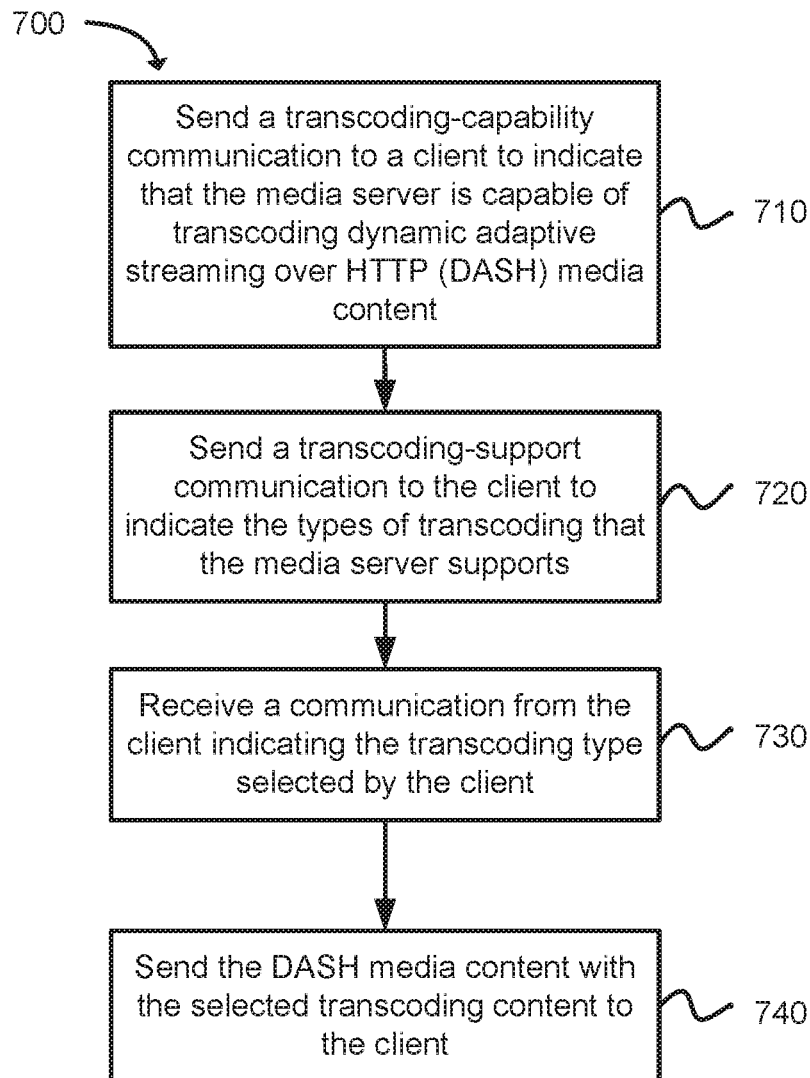 700
Send a transcoding-capability
communication to a client to indicate
that the media server is capable of
transcoding dynamic adaptive
streaming over HTTP (DASH) media
content
710
Send a transcoding-support
communication to the client to
indicate the types of transcoding that
the media server supports
720
Receive a communication from the
client indicating the transcoding type
selected by the client
730
Send the DASH media content with
the selected transcoding content to
the client
740